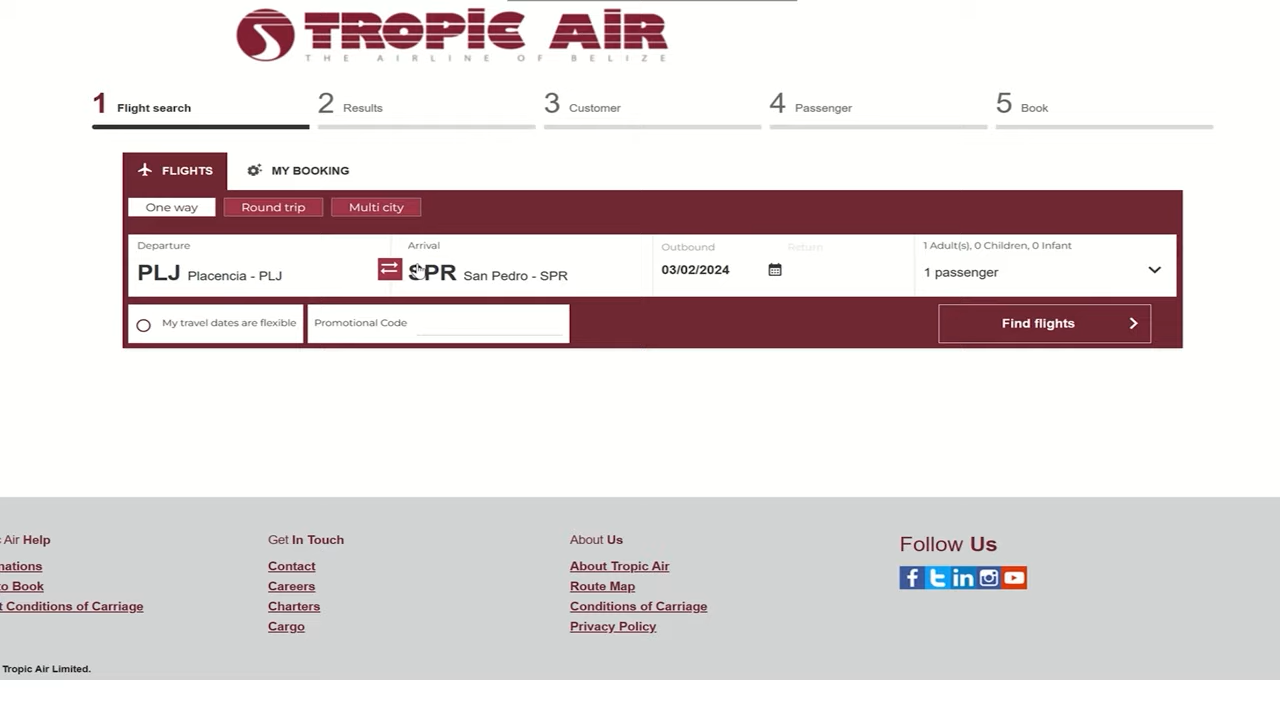 TROPIC AIR
THE AIRLINE OF BELIZE
1 Flight search
2 Results
3 Customer
4 Passenger
5 Book
FLIGHTS
MY BOOKING
One way
Round trip
Multi city
Departure
PLJ Placencia - PLJ
Arrival
SPR San Pedro - SPR
Outbound
03/02/2024
Return
1 Adult(s), 0 Children, 0 Infant
1 passenger
My travel dates are flexible
Promotional Code
Find flights
Air Help
to Book
Conditions of Carriage
Get In Touch
Contact
Careers
Charters
Cargo
About Us
About Tropic Air
Route Map
Conditions of Carriage
Privacy Policy
Follow Us
Tropic Air Limited.